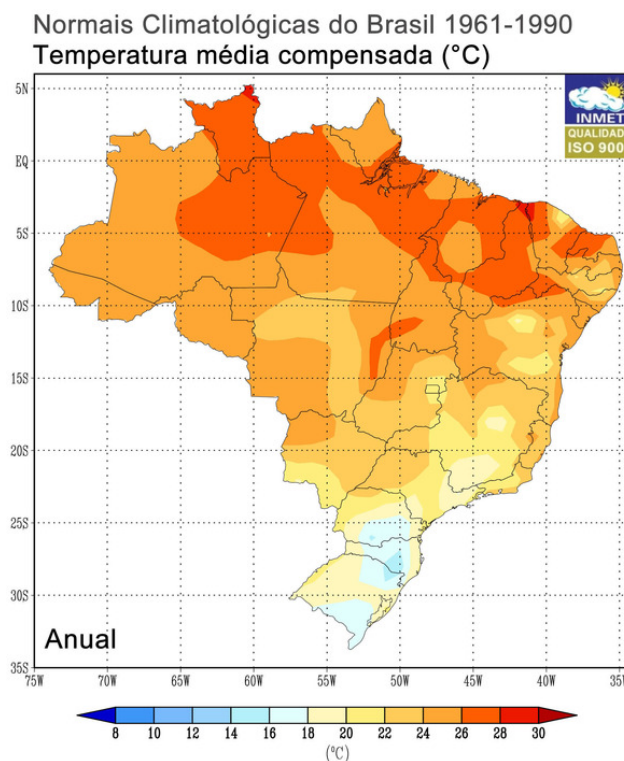 Normais Climatológicas do Brasil 1961-1990
Temperatura média compensada (°C)
INMET
QUALIDAD
ISO 900
5N
EQ
5S
10S
15S
20S
25S
30S
35S
Anual
75W 70W 65W 60W 55W 50W 45W 40W 35W
8 10 12 14 16 18 20 22 24 26 28 30
(°C)